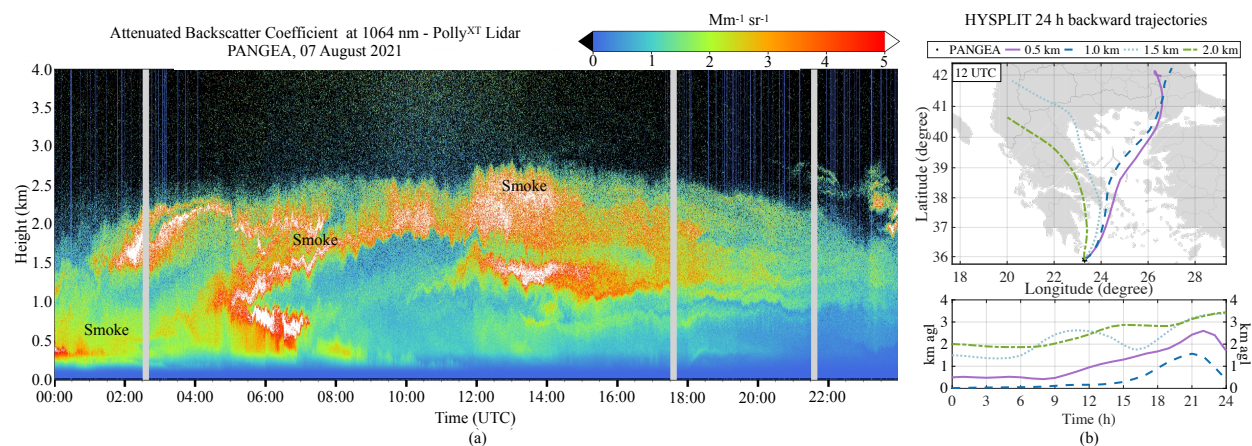 Attenuated Backscatter Coefficient at 1064 nm - Polly^XT Lidar
PANGEA, 07 August 2021
Mm⁻¹ sr⁻¹
0 1 2 3 4 5
Height (km)
4.0
3.5
3.0
2.5
2.0
1.5
1.0
0.5
0.0
Smoke
Smoke
Smoke
00:00 02:00 04:00 06:00 08:00 10:00 12:00 14:00 16:00 18:00 20:00 22:00
Time (UTC)
(a)
HYSPLIT 24 h backward trajectories
PANGEA 0.5 km 1.0 km 1.5 km 2.0 km
12 UTC
Latitude (degree)
42
41
40
39
38
37
36
18 20 22 24 26 28
Longitude (degree)
km agl
4
3
2
1
0
4
3
2
1
0
km agl
0 3 6 9 12 15 18 21 24
Time (h)
(b)